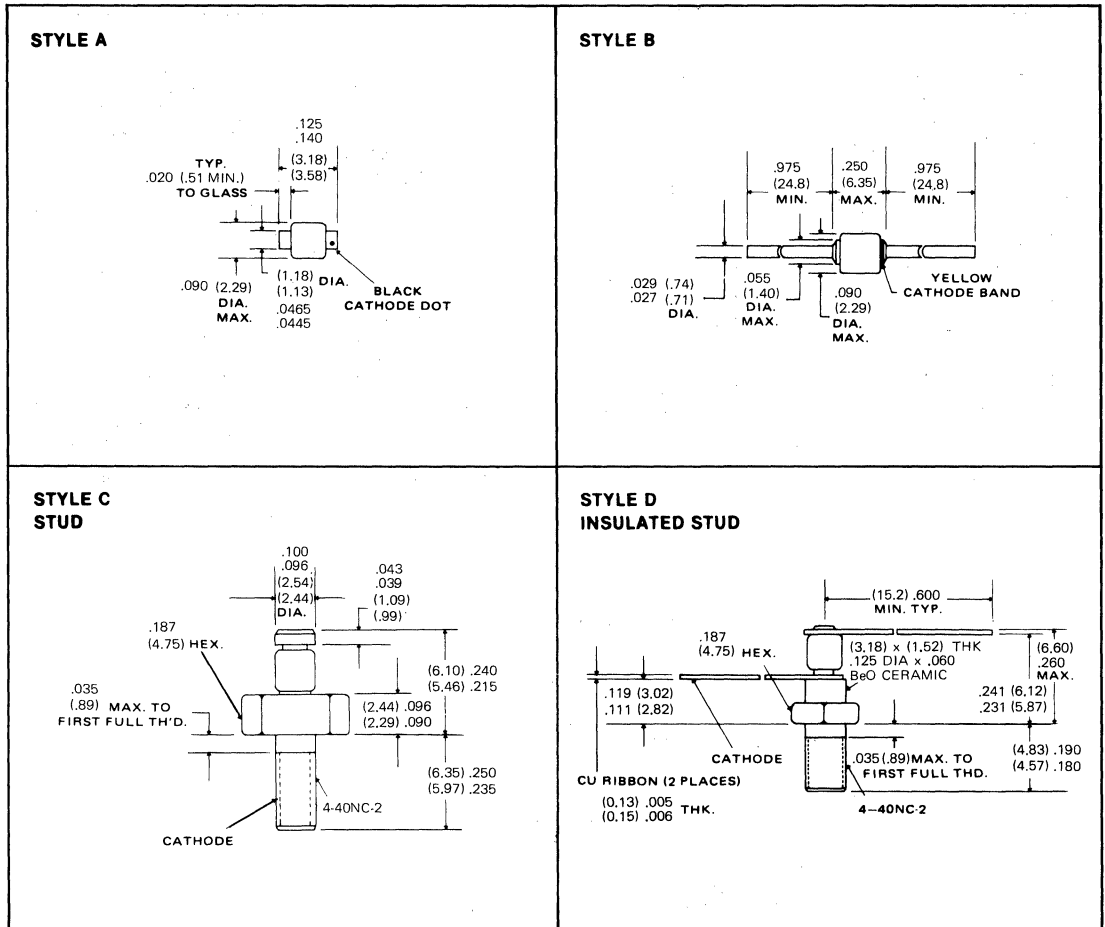 STYLE A
.125
.140
(3.18)
(3.58)
TYP.
.020 (.51 MIN.)
TO GLASS
.090 (2.29)
DIA.
MAX.
(1.18) DIA.
(1.13)
.0465
.0445
BLACK
CATHODE DOT
STYLE B
.975
(24.8)
MIN.
.250
(6.35)
MAX.
.975
(24,8)
MIN.
.029 (.74)
.027 (.71)
DIA.
.055
(1.40)
DIA.
MAX.
.090
(2.29)
DIA.
MAX.
YELLOW
CATHODE BAND
STYLE C
STUD
.100
.096
(2.54)
(2.44)
DIA.
.043
.039
(1.09)
(.99)
.187
(4.75) HEX.
.035
(.89) MAX. TO
FIRST FULL TH'D.
(6.10) .240
(5.46) .215
(2.44) .096
(2.29) .090
(6.35) .250
(5.97) .235
4-40NC-2
CATHODE
STYLE D
INSULATED STUD
(15.2) .600
MIN. TYP.
.187
(4.75) HEX.
(3.18) x (1.52) THK
.125 DIA x .060
BeO CERAMIC
(6.60)
.260
MAX.
.119 (3.02)
.111 (2.82)
.241 (6.12)
.231 (5.87)
CATHODE
.035 (.89) MAX. TO
FIRST FULL THD.
(4.83) .190
(4.57) .180
CU RIBBON (2 PLACES)
(0.13) .005
(0.15) .006 THK.
4–40NC-2